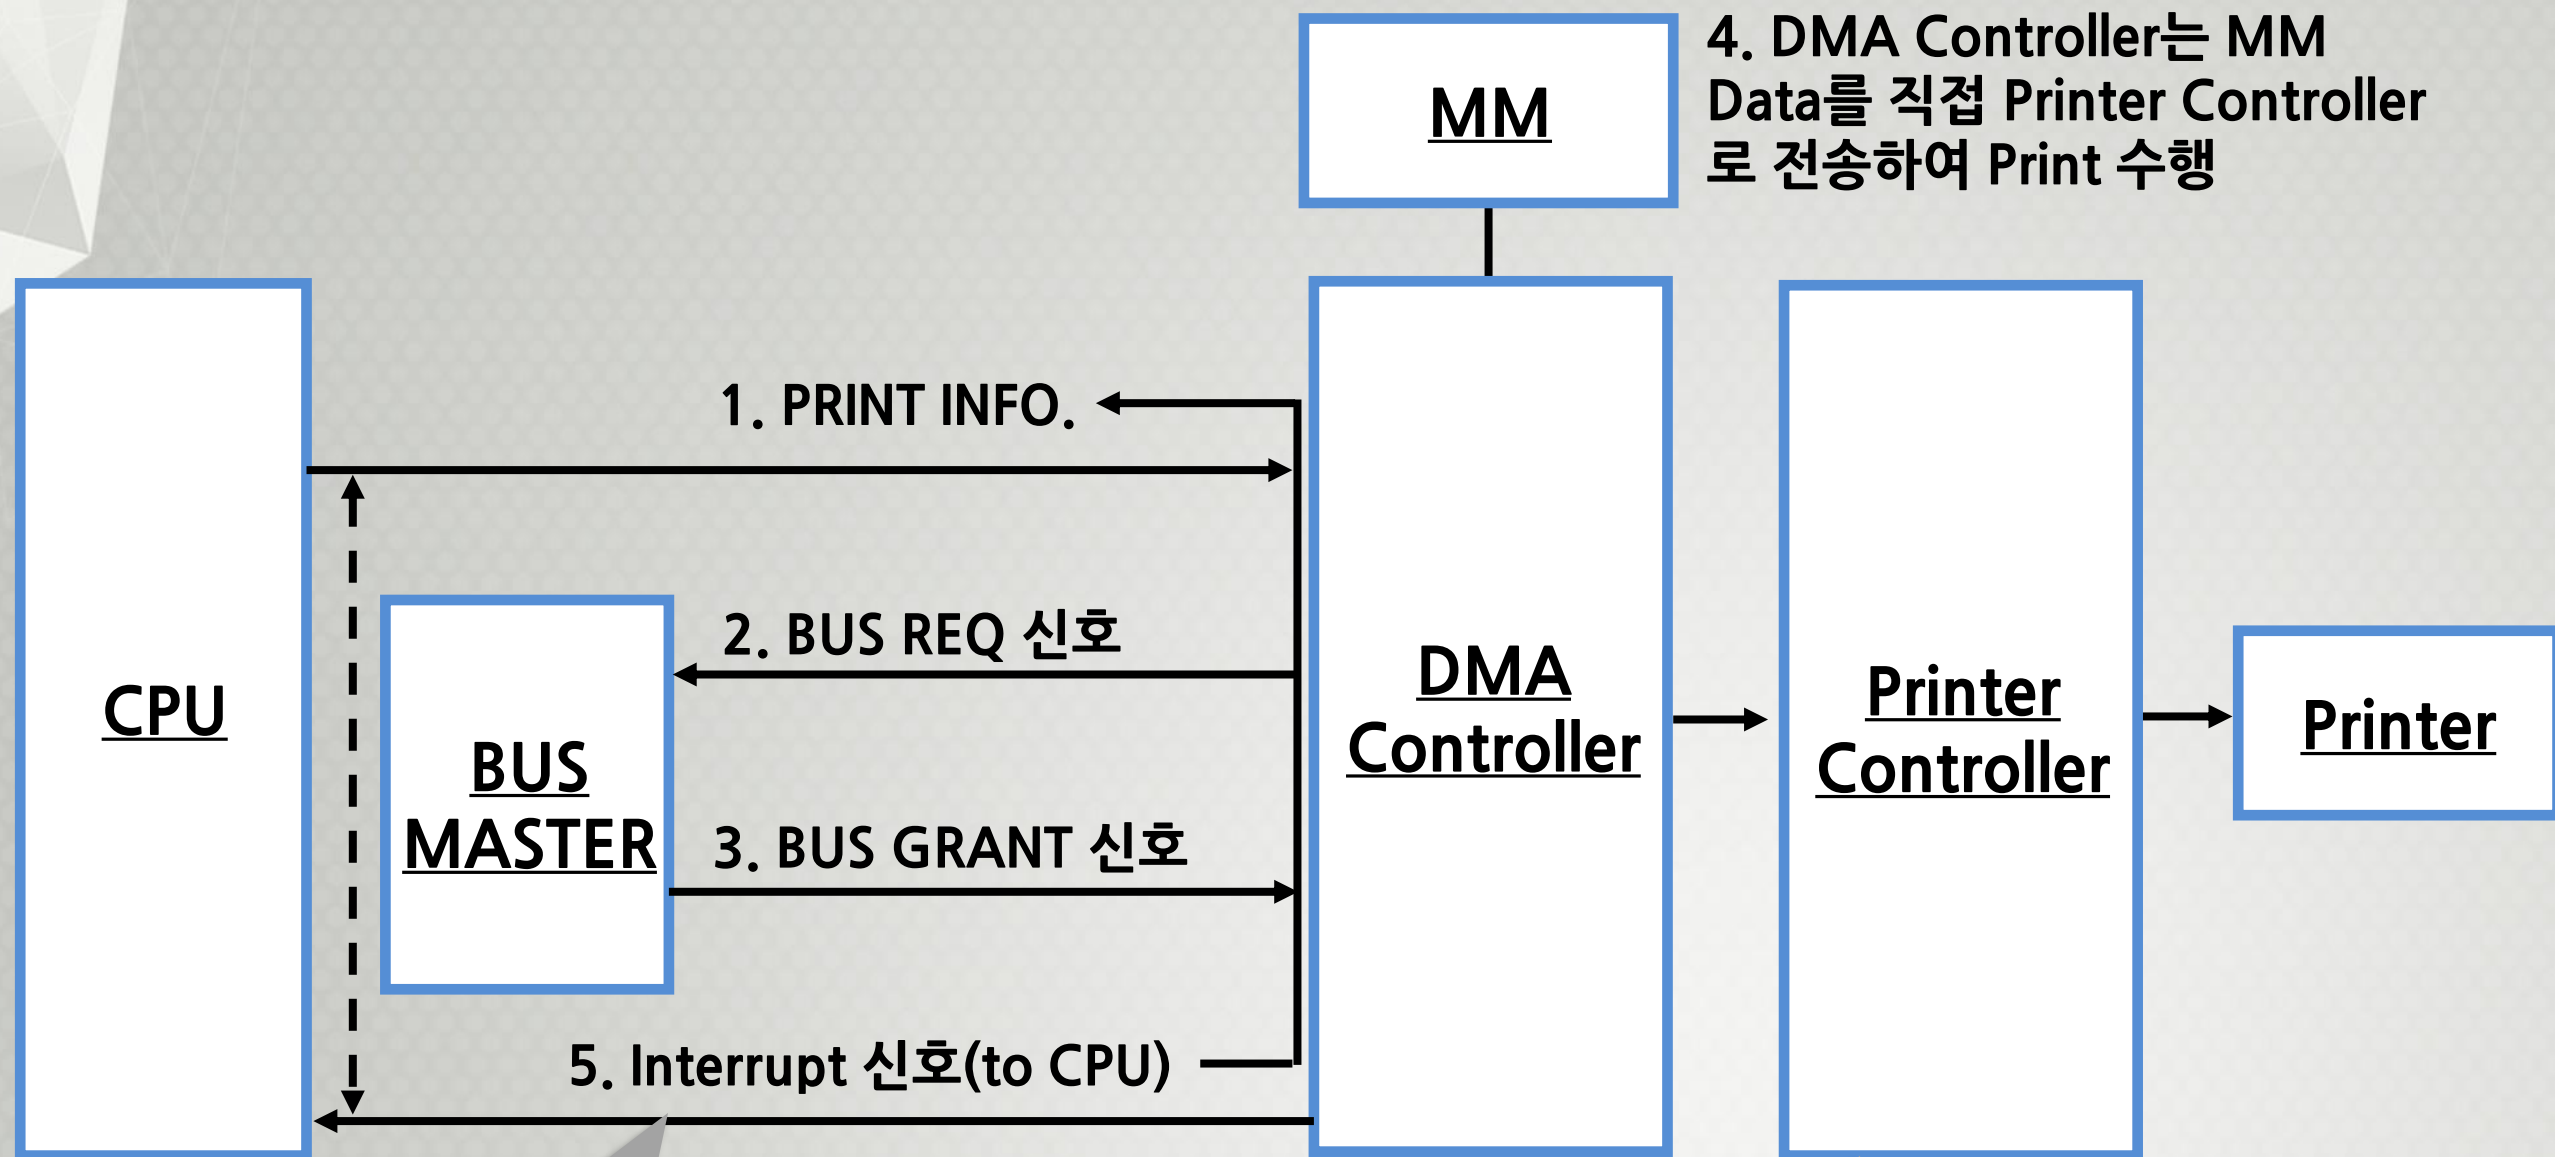 MM
4. DMA Controller는 MM
Data를 직접 Printer Controller
로 전송하여 Print 수행
CPU
1. PRINT INFO.
BUS
MASTER
2. BUS REQ 신호
3. BUS GRANT 신호
5. Interrupt 신호(to CPU)
DMA
Controller
Printer
Controller
Printer